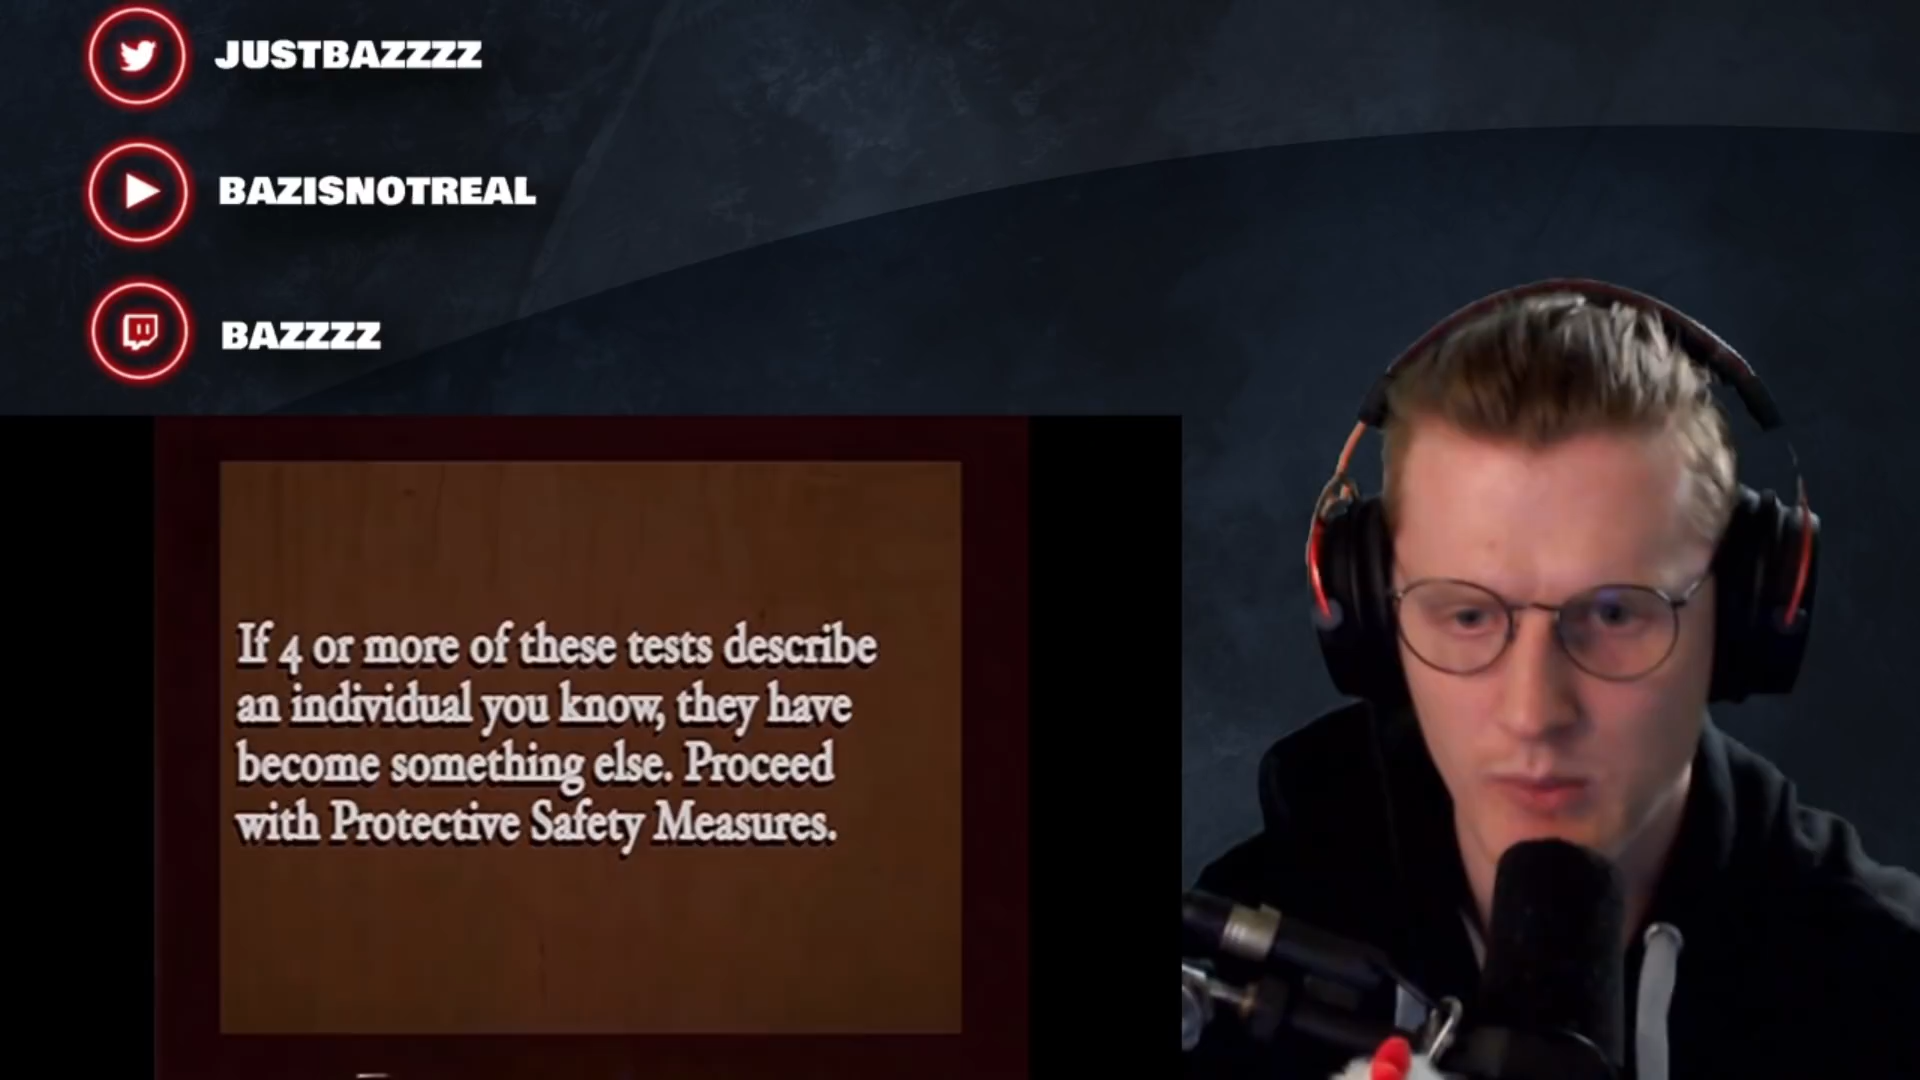 JUSTBAZZZZ
BAZISNOTREAL
BAZZZZ
If 4 or more of these tests describe
an individual you know, they have
become something else. Proceed
with Protective Safety Measures.